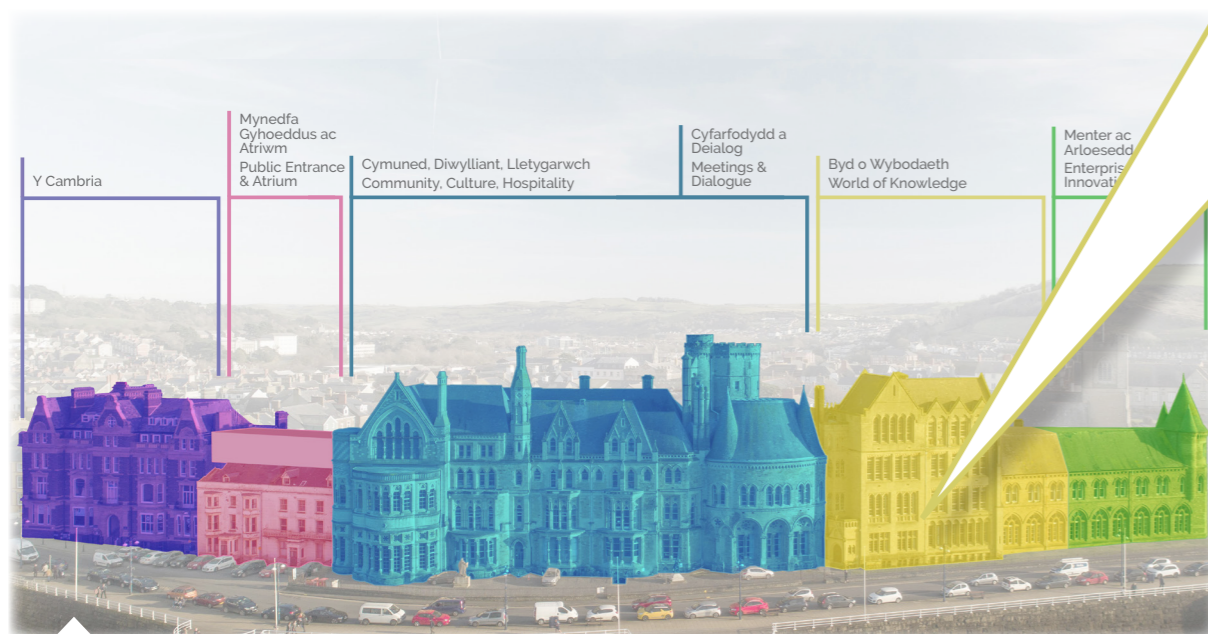 Y Cambria
Mynedfa
Gyhoeddus ac
Atriwm
Public Entrance
& Atrium
Cymuned, Diwylliant, Lletygarwch
Community, Culture, Hospitality
Cyfarfodydd a
Deialog
Meetings &
Dialogue
Byd o Wybodaeth
World of Knowledge
Menter ac
Arloesedd